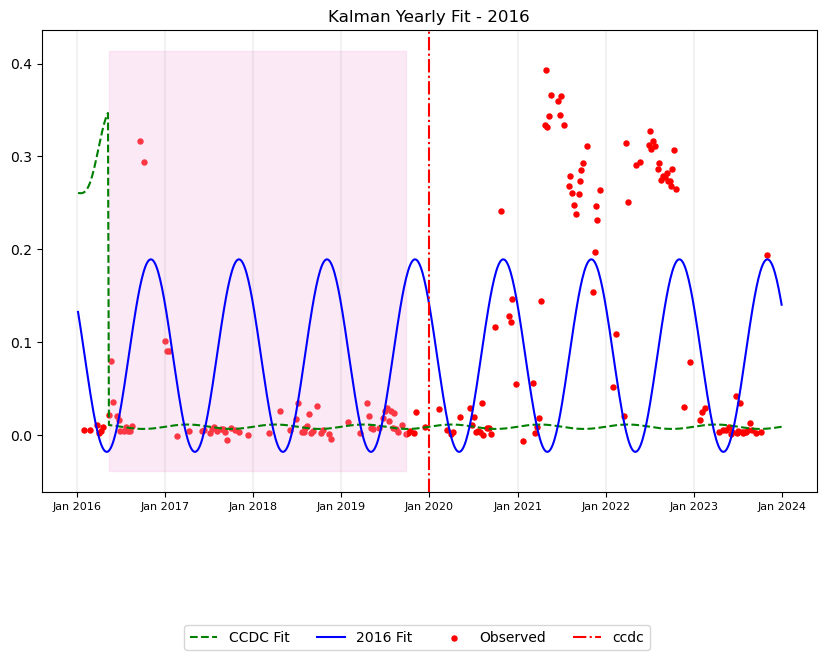 Kalman Yearly Fit - 2016
0.4
0.3
0.2
0.1
0.0
Jan 2016 Jan 2017 Jan 2018 Jan 2019 Jan 2020 Jan 2021 Jan 2022 Jan 2023 Jan 2024
CCDC Fit 2016 Fit Observed ccdc